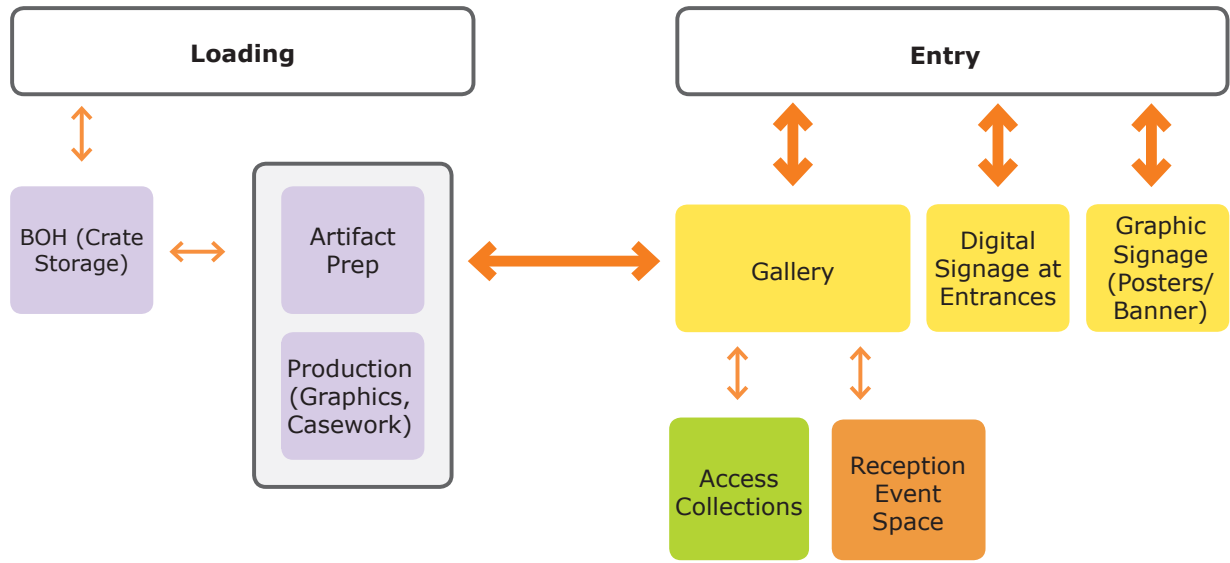 Loading
Entry
BOH (Crate
Storage)
Artifact
Prep
Production
(Graphics,
Casework)
Gallery
Digital
Signage at
Entrances
Graphic
Signage
(Posters/
Banner)
Access
Collections
Reception
Event
Space